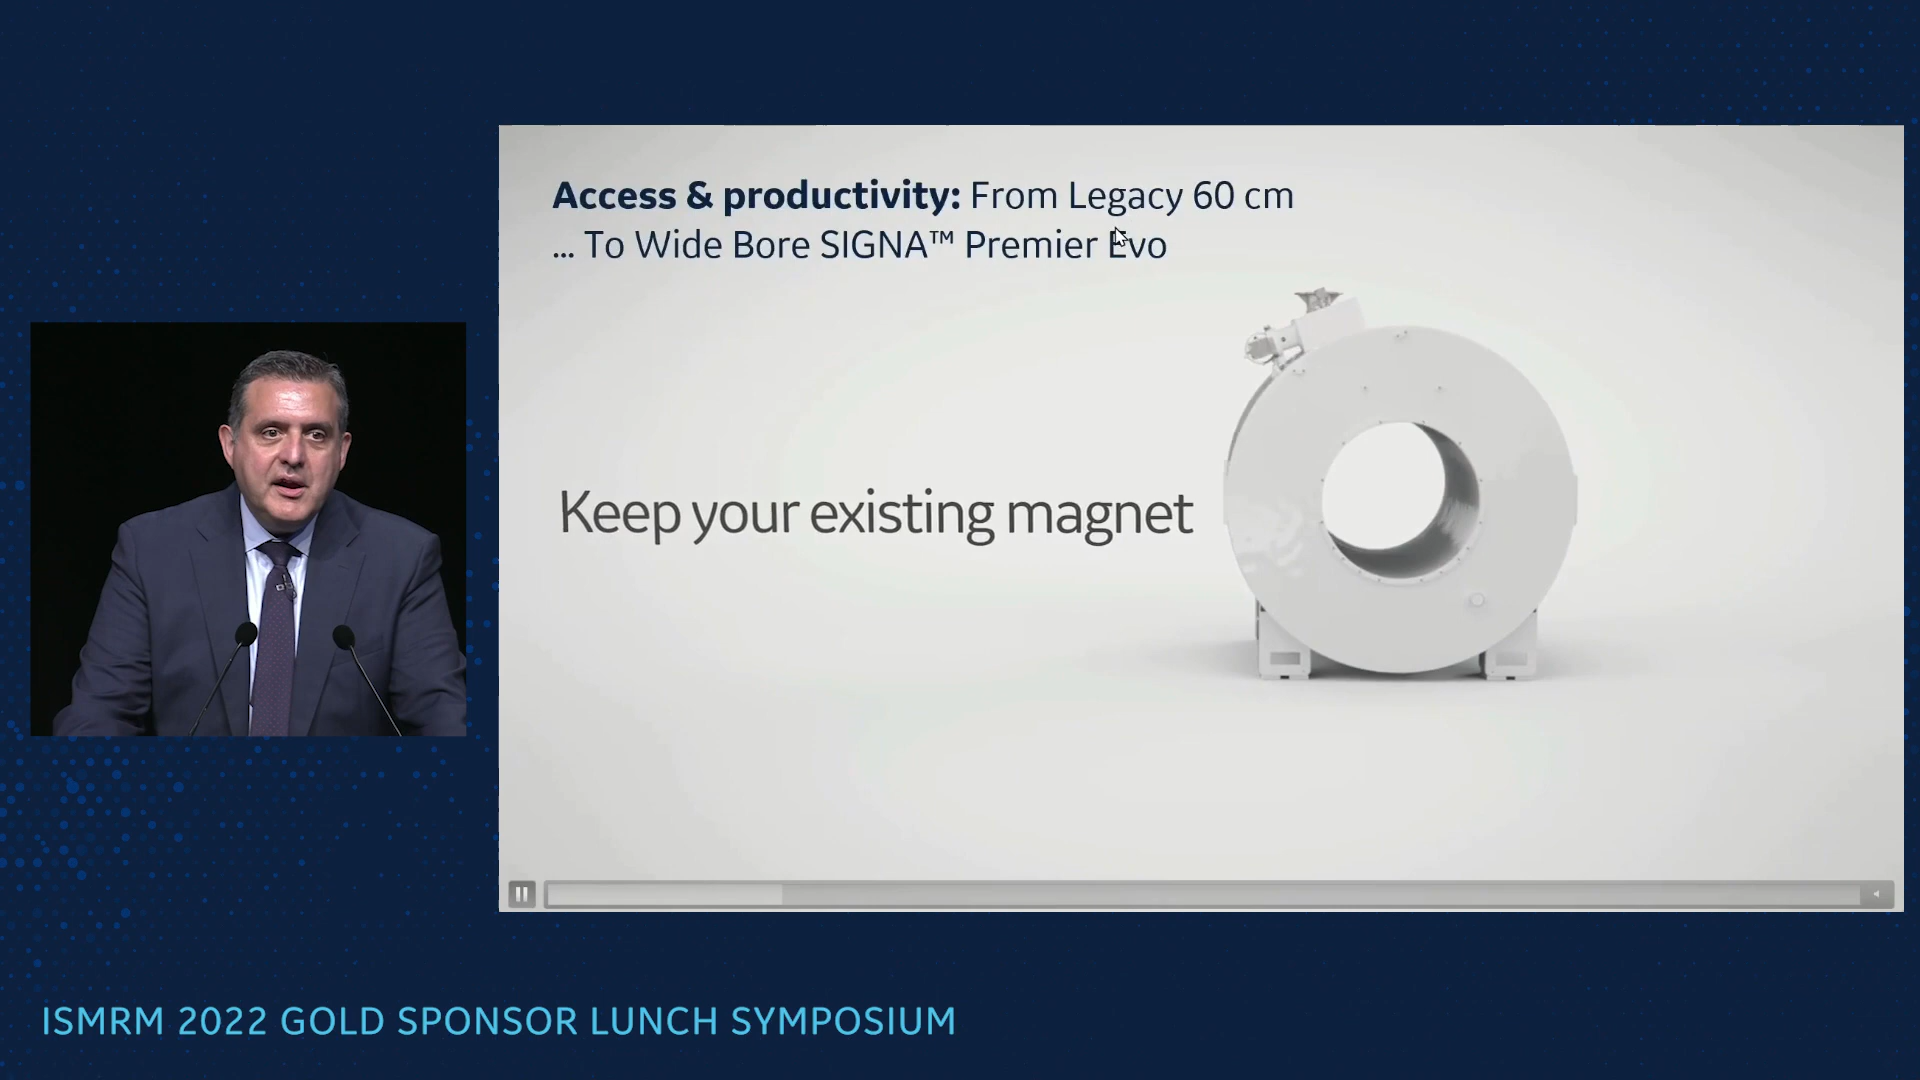 Access & productivity: From Legacy 60 cm
... To Wide Bore SIGNA™ Premier Evo
Keep your existing magnet
ISMRM 2022 GOLD SPONSOR LUNCH SYMPOSIUM